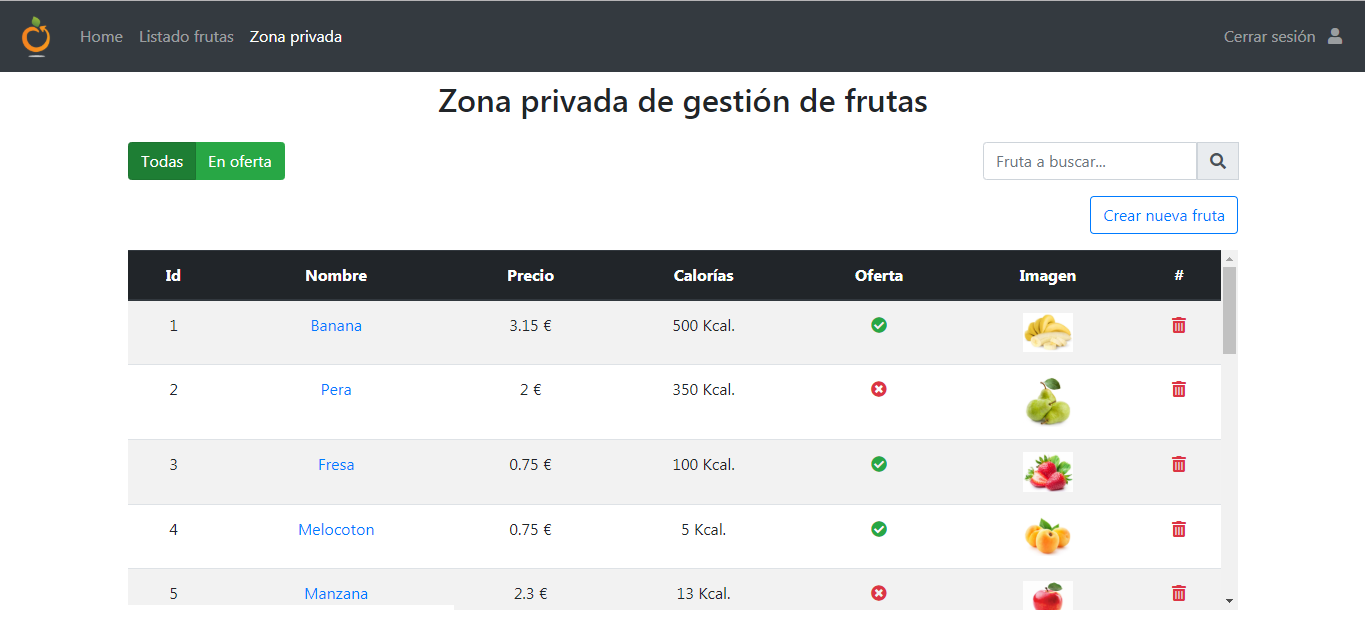 Home Listado frutas Zona privada Cerrar sesión
Zona privada de gestión de frutas
Todas En oferta Fruta a buscar...
Crear nueva fruta
Id Nombre Precio Calorías Oferta Imagen #
1 Banana 3.15 € 500 Kcal.
2 Pera 2 € 350 Kcal.
3 Fresa 0.75 € 100 Kcal.
4 Melocoton 0.75 € 5 Kcal.
5 Manzana 2.3 € 13 Kcal.